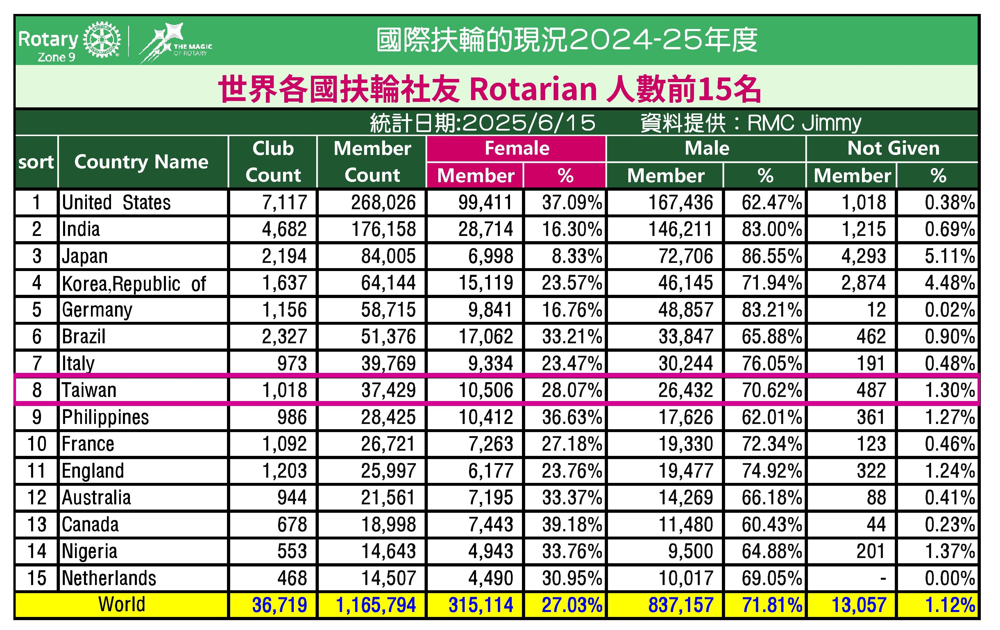 Rotary
Zone 9
ROTARY
INTERNATIONAL
THE MAGIC
OF ROTARY
國際扶輪的現況2024-25年度
世界各國扶輪社友 Rotarian 人數前15名
統計日期:2025/6/15 資料提供：RMC Jimmy
sort Country Name Club Count Member Count Female Male Not Given
Member % Member % Member %
1 United States 7,117 268,026 99,411 37.09% 167,436 62.47% 1,018 0.38%
2 India 4,682 176,158 28,714 16.30% 146,211 83.00% 1,215 0.69%
3 Japan 2,194 84,005 6,998 8.33% 72,706 86.55% 4,293 5.11%
4 Korea,Republic of 1,637 64,144 15,119 23.57% 46,145 71.94% 2,874 4.48%
5 Germany 1,156 58,715 9,841 16.76% 48,857 83.21% 12 0.02%
6 Brazil 2,327 51,376 17,062 33.21% 33,847 65.88% 462 0.90%
7 Italy 973 39,769 9,334 23.47% 30,244 76.05% 191 0.48%
8 Taiwan 1,018 37,429 10,506 28.07% 26,432 70.62% 487 1.30%
9 Philippines 986 28,425 10,412 36.63% 17,626 62.01% 361 1.27%
10 France 1,092 26,721 7,263 27.18% 19,330 72.34% 123 0.46%
11 England 1,203 25,997 6,177 23.76% 19,477 74.92% 322 1.24%
12 Australia 944 21,561 7,195 33.37% 14,269 66.18% 88 0.41%
13 Canada 678 18,998 7,443 39.18% 11,480 60.43% 44 0.23%
14 Nigeria 553 14,643 4,943 33.76% 9,500 64.88% 201 1.37%
15 Netherlands 468 14,507 4,490 30.95% 10,017 69.05% - 0.00%
World 36,719 1,165,794 315,114 27.03% 837,157 71.81% 13,057 1.12%